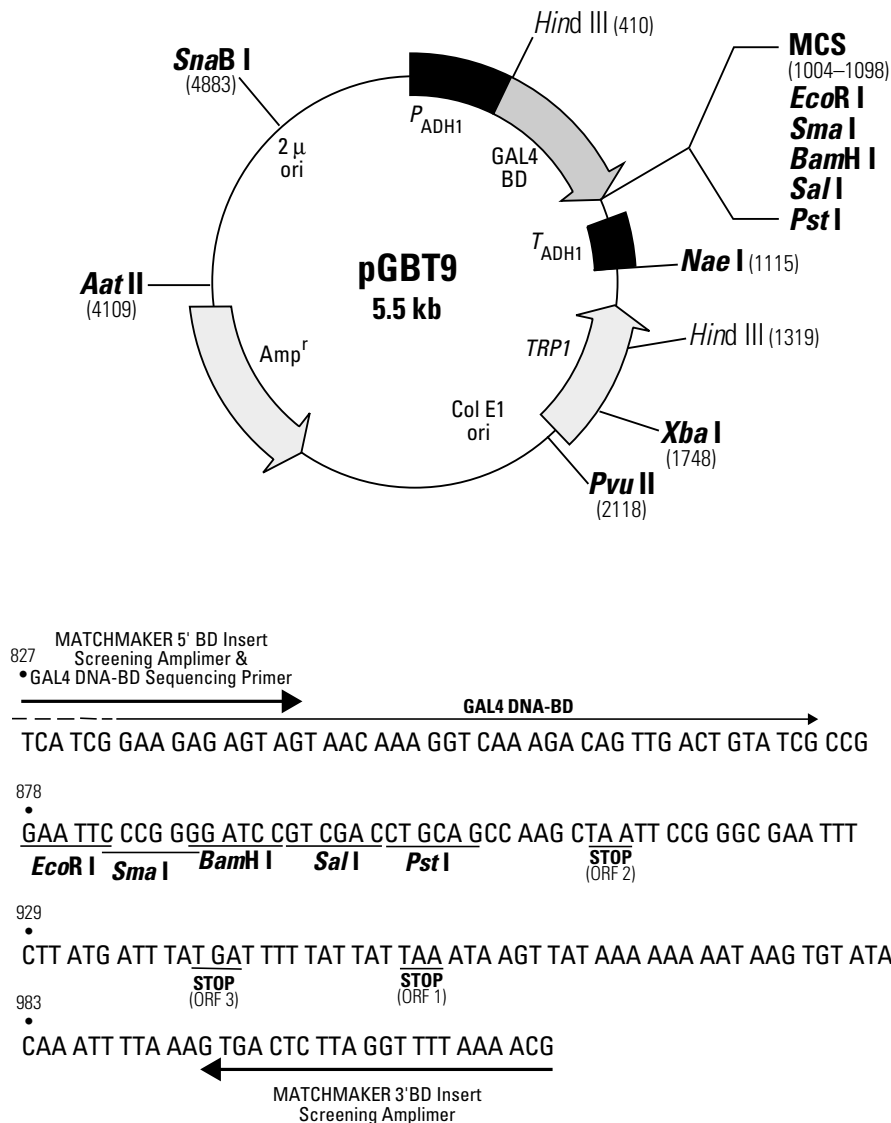 HindIII (410)
SnaB I
(4883)
MCS
(1004–1098)
EcoR I
Sma I
BamH I
Sal I
Pst I
PADH1
2 μ
ori
GAL4
BD
TADH1
Nae I (1115)
pGBT9
5.5 kb
Aat II
(4109)
HindIII (1319)
TRP1
Ampr
Col E1
ori
Xba I
(1748)
Pvu II
(2118)
MATCHMAKER 5' BD Insert
Screening Amplimer &
GAL4 DNA-BD Sequencing Primer
827
GAL4 DNA-BD
TCA TCG GAA GAG AGT AGT AAC AAA GGT CAA AGA CAG TTG ACT GTA TCG CCG
878
GAA TTC CCG GGG ATC CGT CGA CCT GCA GCC AAG CTA ATT CCG GGC GAA TTT
EcoR I Sma I BamH I Sal I Pst I STOP
(ORF 2)
929
CTT ATG ATT TAT GAT TTT TAT TAT TAA ATA AGT TAT AAA AAA AAT AAG TGT ATA
STOP STOP
(ORF 3) (ORF 1)
983
CAA ATT TTA AAG TGA CTC TTA GGT TTT AAA ACG
MATCHMAKER 3'BD Insert
Screening Amplimer